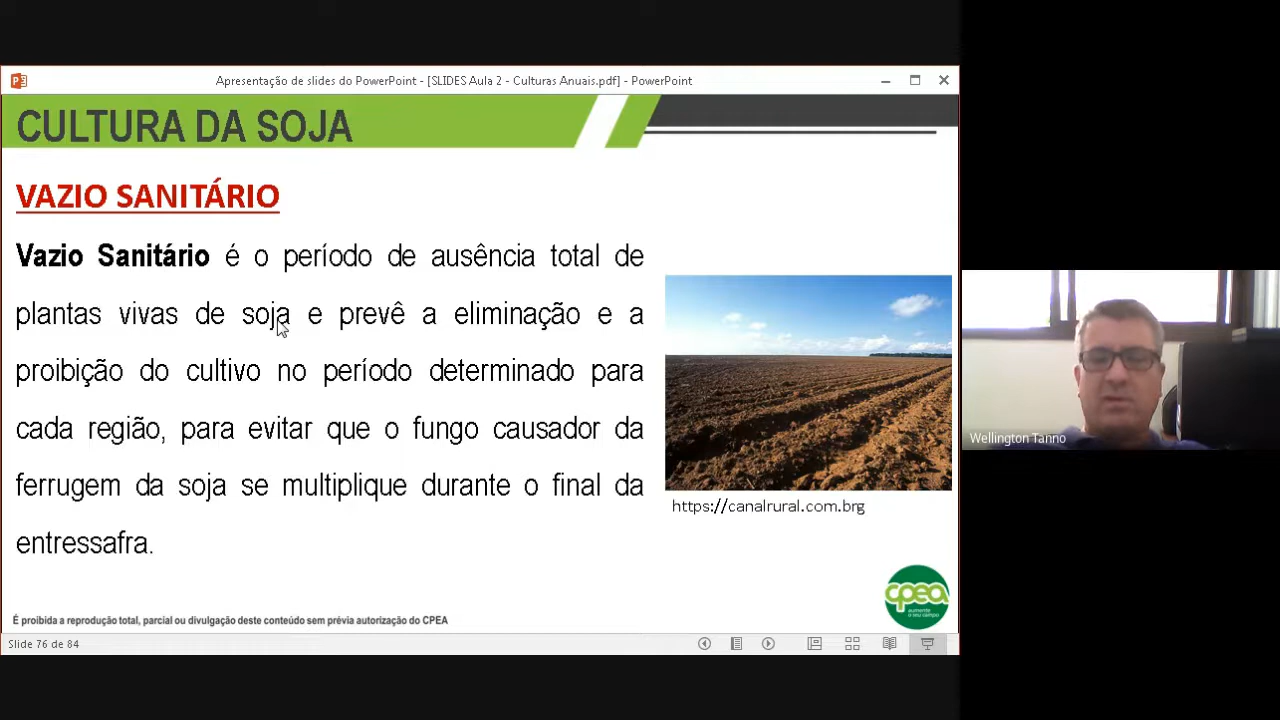 Apresentação de slides do PowerPoint - [SLIDES Aula 2 - Culturas Anuais.pdf] - PowerPoint
CULTURA DA SOJA
VAZIO SANITÁRIO
Vazio Sanitário é o período de ausência total de
plantas vivas de soja e prevê a eliminação e a
proibição do cultivo no período determinado para
cada região, para evitar que o fungo causador da
ferrugem da soja se multiplique durante o final da
entressafra.
https://canalrural.com.brg
cpea
aumente
o seu campo
É proibida a reprodução total, parcial ou divulgação deste conteúdo sem prévia autorização do CPEA
Slide 76 de 84
Wellington Tanno